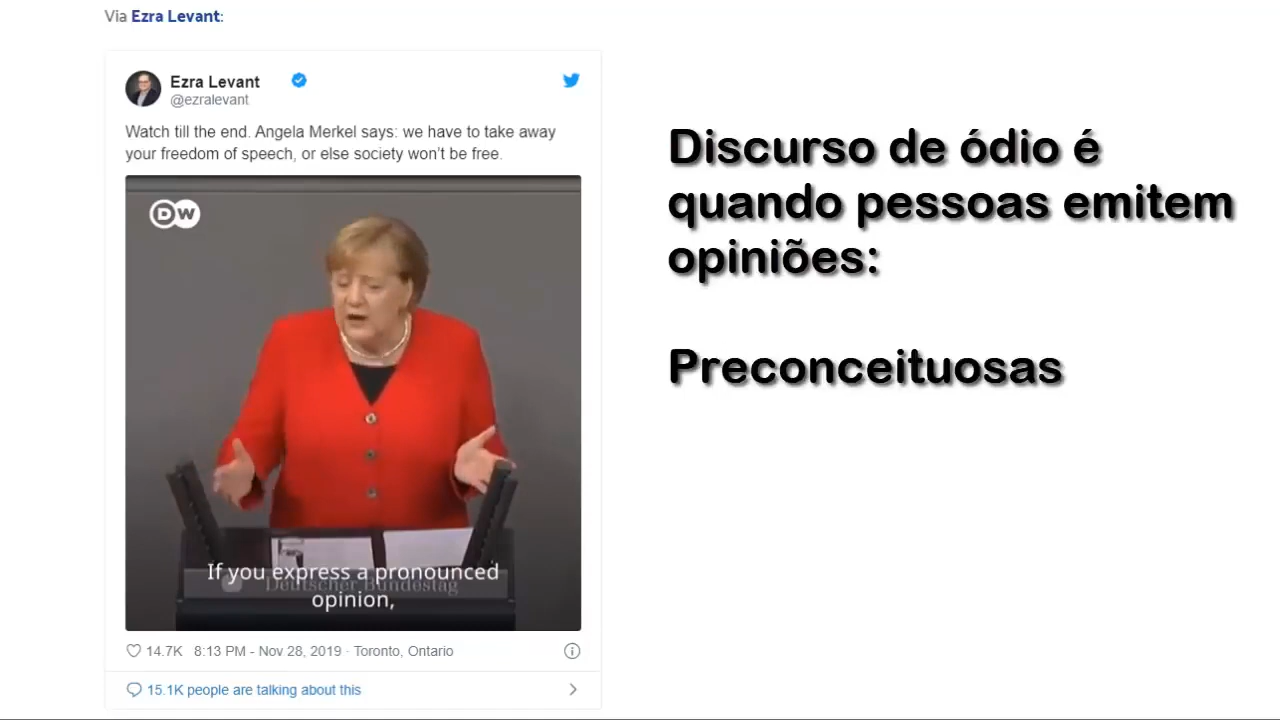 Via Ezra Levant:
Ezra Levant
@ezralevant
Watch till the end. Angela Merkel says: we have to take away
your freedom of speech, or else society won't be free.
DW
If you express a pronounced
opinion,
Deutscher Bundestag
14.7K 8:13 PM - Nov 28, 2019 · Toronto, Ontario
15.1K people are talking about this
Discurso de ódio é
quando pessoas emitem
opiniões:
Preconceituosas